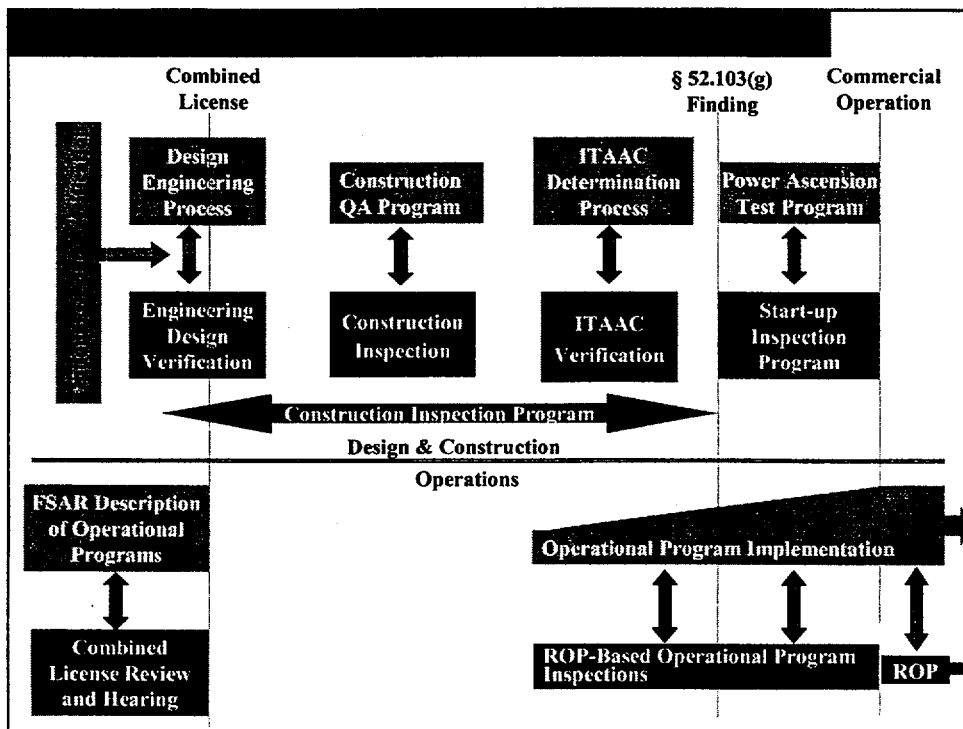 Combined
License
§ 52.103(g)
Finding
Commercial
Operation
Design
Engineering
Process
Construction
QA Program
ITAAC
Determination
Process
Power Ascension
Test Program
Engineering
Design
Verification
Construction
Inspection
ITAAC
Verification
Start-up
Inspection
Program
Construction Inspection Program
Design & Construction
Operations
FSAR Description
of Operational
Programs
Operational Program Implementation
Combined
License Review
and Hearing
ROP-Based Operational Program
Inspections
ROP